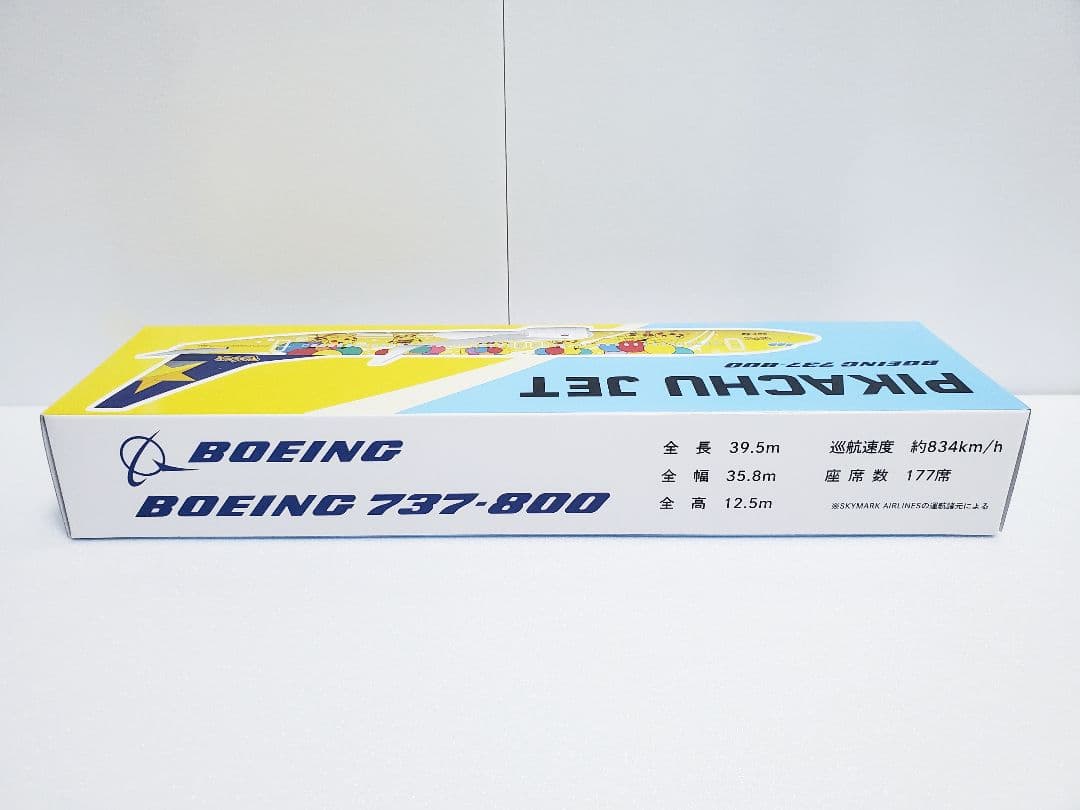 PIKACHU JET
BOEING 737-800
BOEING
BOEING 737-800
全長 39.5m
全幅 35.8m
全高 12.5m
巡航速度 約834km/h
座席数 177席
※SKYMARK AIRLINESの運航諸元による